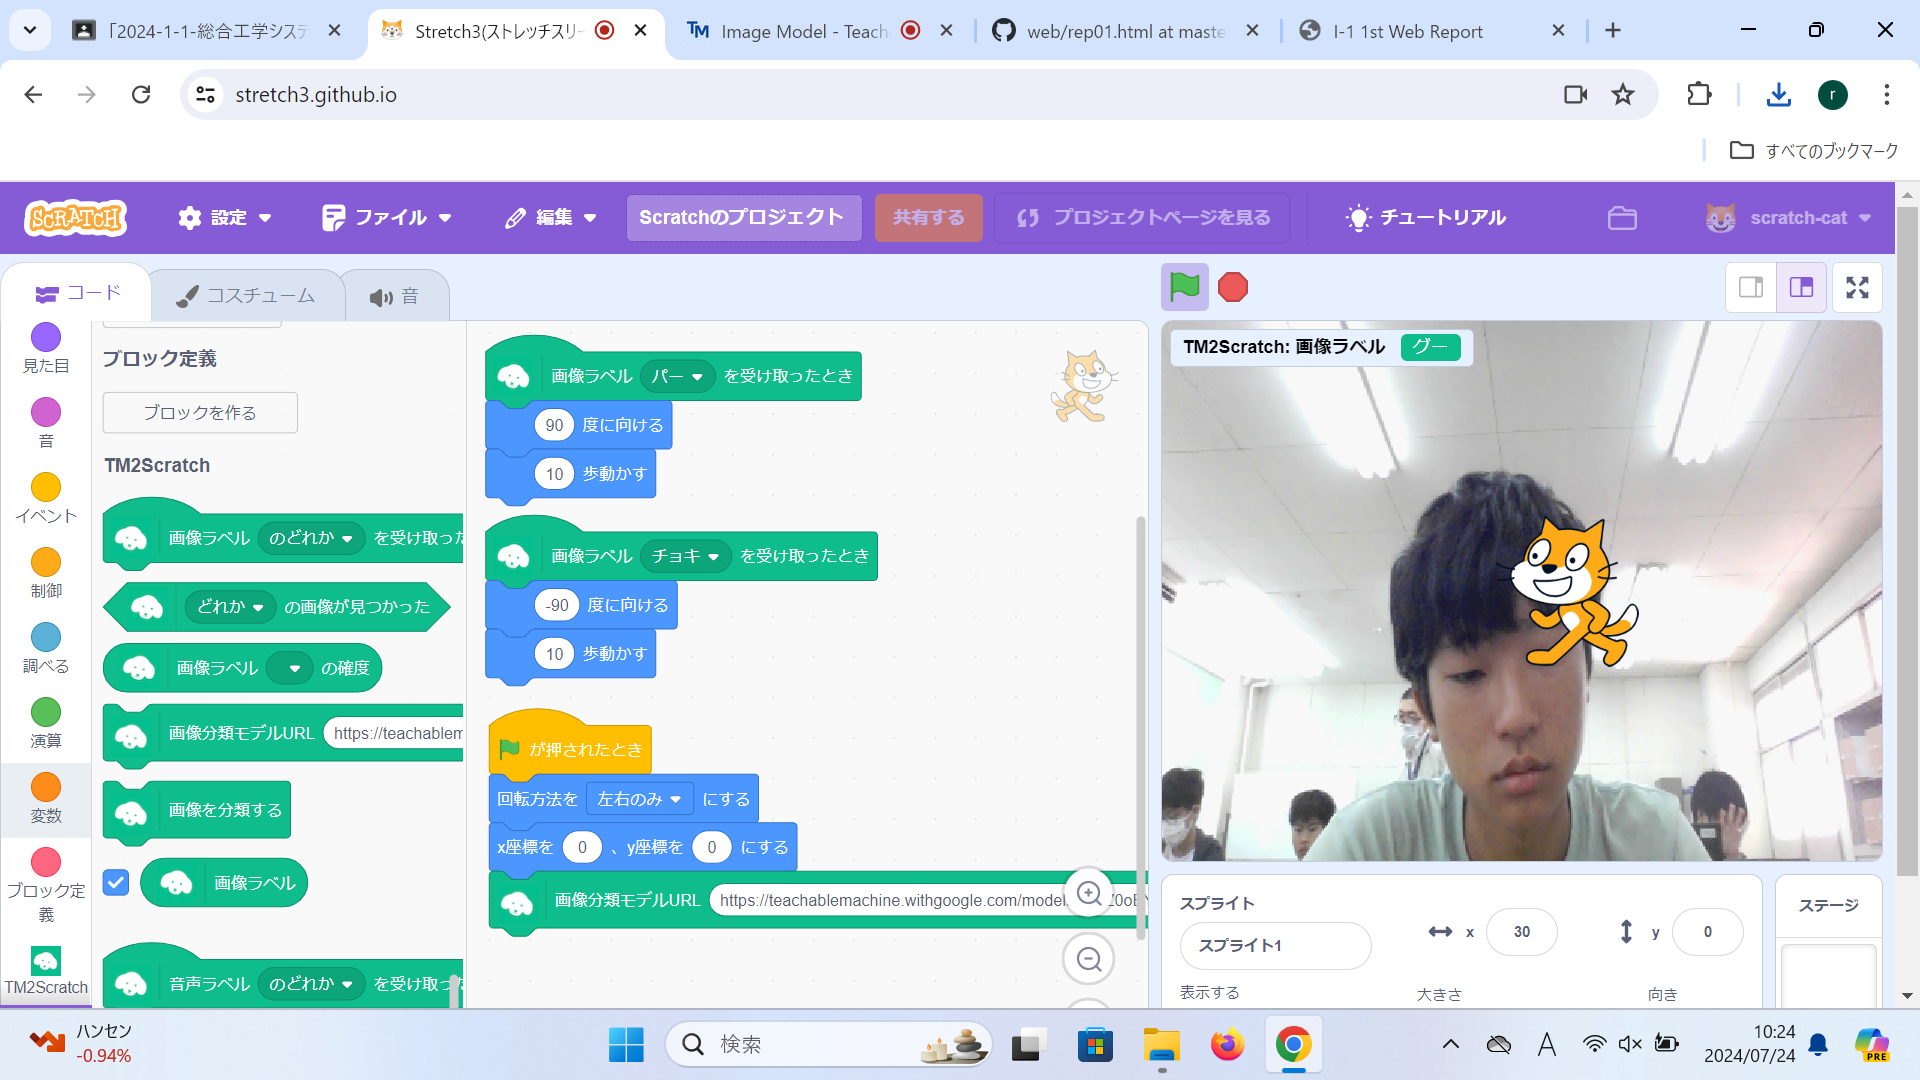 「2024-1-1-総合工学システ
Stretch3(ストレッチスリー
Image Model - Teach
web/rep01.html at maste
I-1 1st Web Report
stretch3.github.io
r
すべてのブックマーク
SCRATCH
設定
ファイル
編集
Scratchのプロジェクト
共有する
プロジェクトページを見る
チュートリアル
scratch-cat
コード
コスチューム
音
見た目
音
イベント
制御
調べる
演算
変数
ブロック定
義
TM2Scratch
ブロック定義
ブロックを作る
TM2Scratch
画像ラベル のどれか を受け取った
どれか の画像が見つかった
画像ラベル の確度
画像分類モデルURL https://teachablem
画像を分類する
画像ラベル
音声ラベル のどれか を受け取った
画像ラベル パー を受け取ったとき
90 度に向ける
10 歩動かす
画像ラベル チョキ を受け取ったとき
-90 度に向ける
10 歩動かす
が押されたとき
回転方法を 左右のみ にする
x座標を 0 、y座標を 0 にする
画像分類モデルURL https://teachablemachine.withgoogle.com/model
TM2Scratch: 画像ラベル グー
スプライト
スプライト1
x 30
y 0
表示する
大きさ
向き
ステージ
ハンセン
-0.94%
検索
A
10:24
2024/07/24
PRE